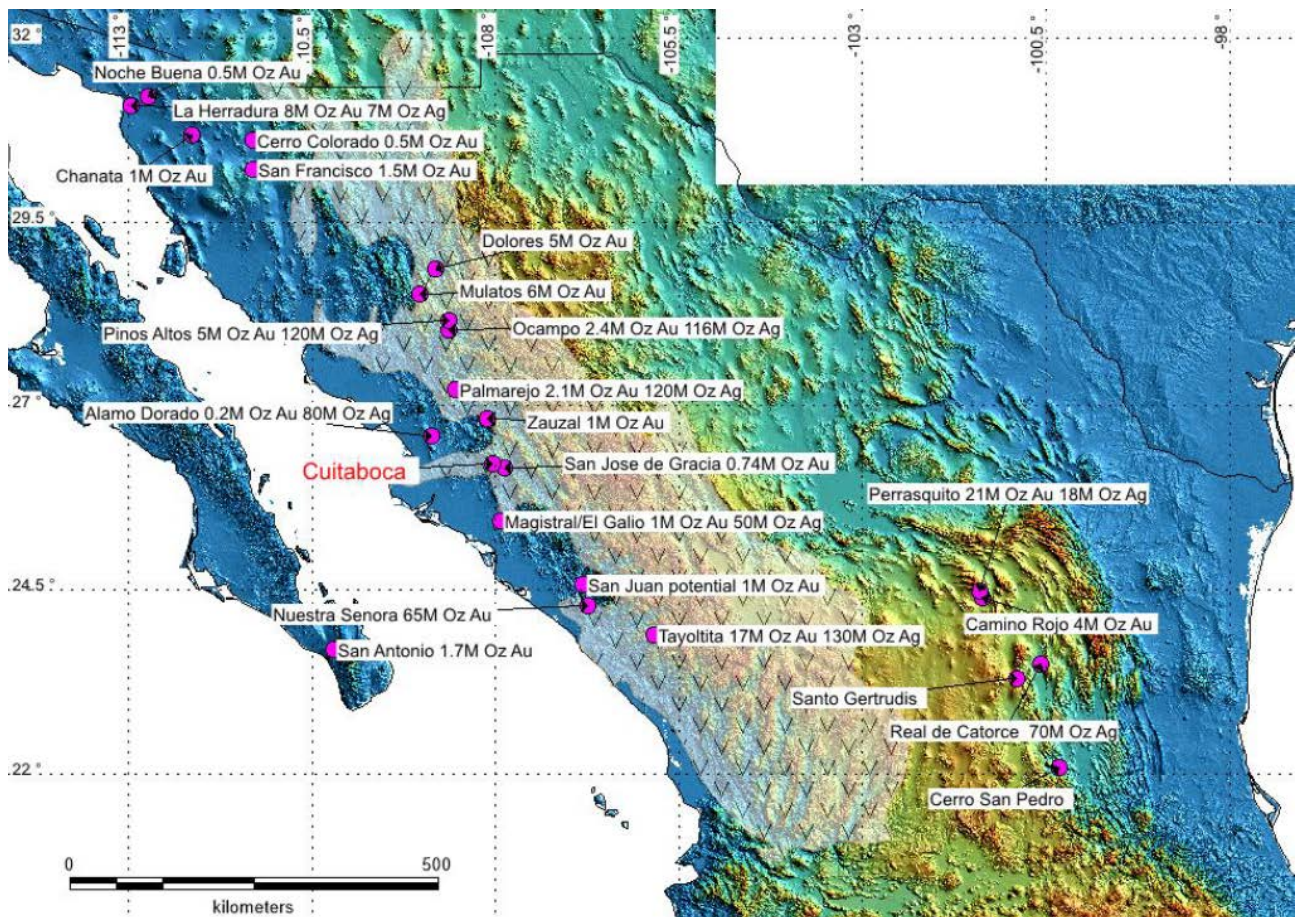 32 °
-113
10.5
-108
-105.5
-103
-100.5
-98
Noche Buena 0.5M Oz Au
La Herradura 8M Oz Au 7M Oz Ag
Cerro Colorado 0.5M Oz Au
Chanata 1M Oz Au
San Francisco 1.5M Oz Au
29.5 °
Dolores 5M Oz Au
Mulatos 6M Oz Au
Pinos Altos 5M Oz Au 120M Oz Ag
Ocampo 2.4M Oz Au 116M Oz Ag
Palmarejo 2.1M Oz Au 120M Oz Ag
27 °
Alamo Dorado 0.2M Oz Au 80M Oz Ag
Zauzal 1M Oz Au
Cuitaboca
San Jose de Gracia 0.74M Oz Au
Perrasquito 21M Oz Au 18M Oz Ag
Magistral/El Galio 1M Oz Au 50M Oz Ag
24.5 °
San Juan potential 1M Oz Au
Nuestra Senora 65M Oz Au
Camino Rojo 4M Oz Au
Tayoltita 17M Oz Au 130M Oz Ag
San Antonio 1.7M Oz Au
Santo Gertrudis
Real de Catorce 70M Oz Ag
22 °
Cerro San Pedro
0
500
kilometers